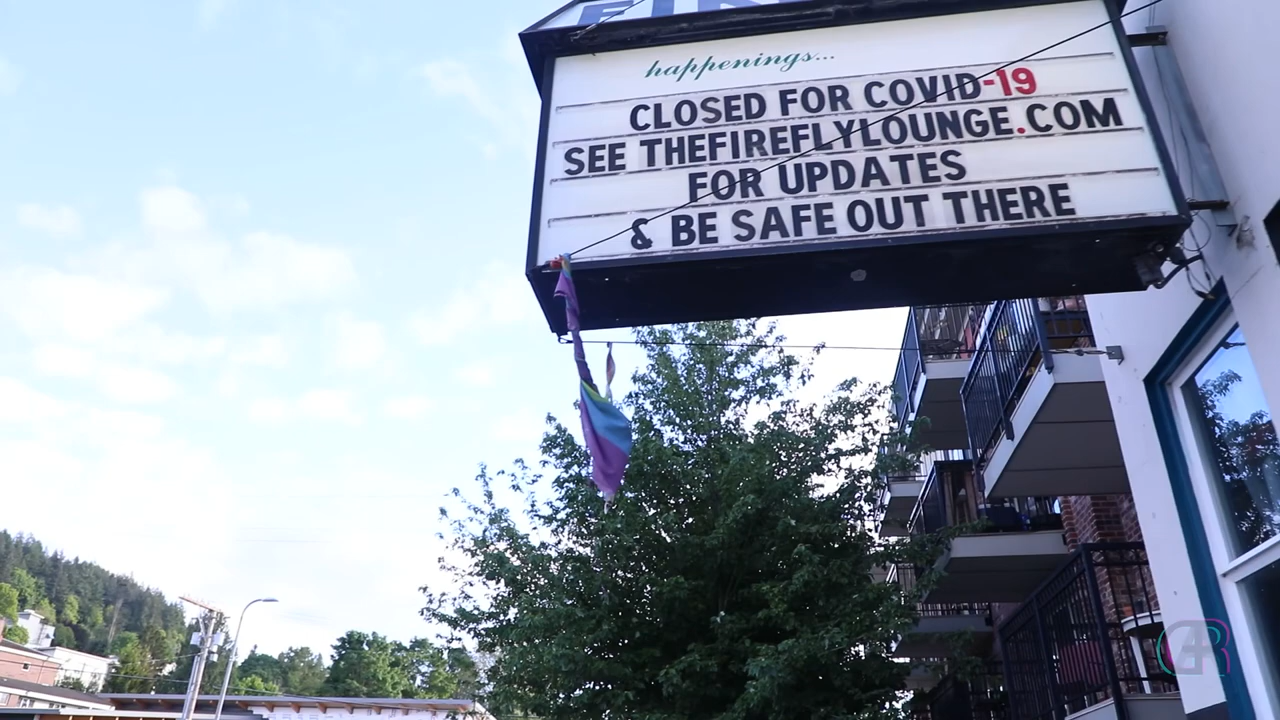 happenings...
CLOSED FOR COVID-19
SEE THEFIREFLYLOUNGE.COM
FOR UPDATES
& BE SAFE OUT THERE